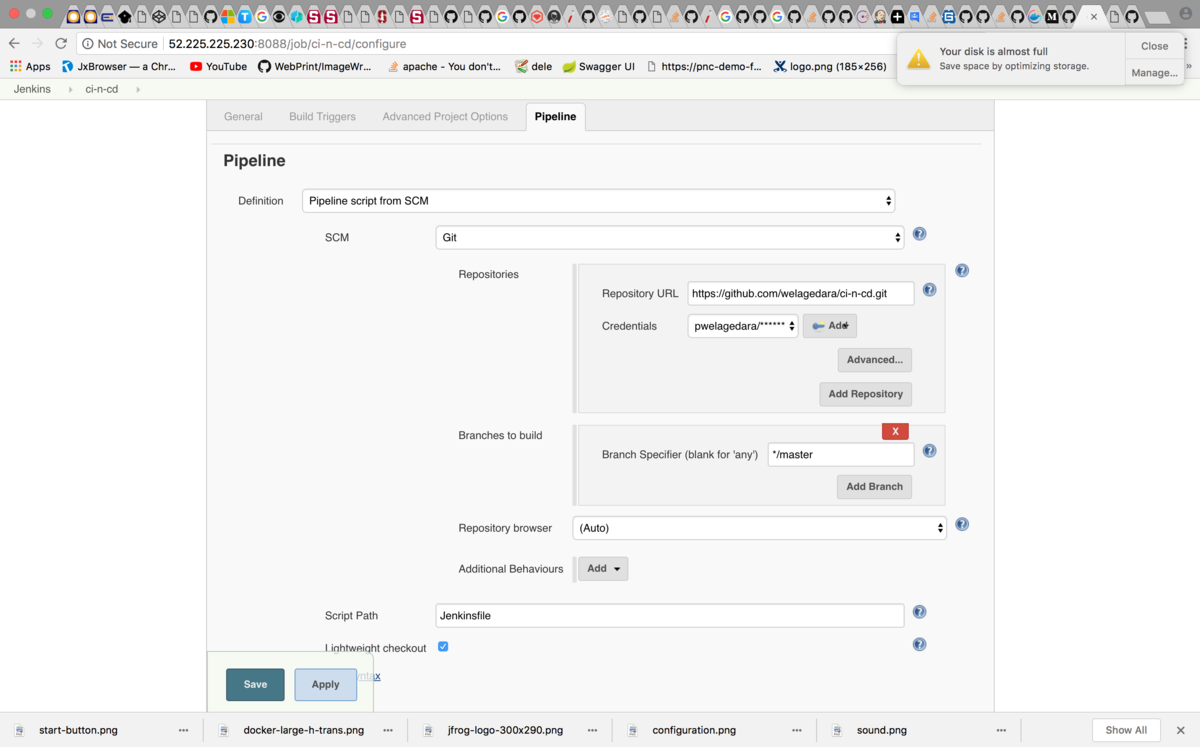 Not Secure | 52.225.225.230:8088/job/ci-n-cd/configure
Your disk is almost full
Save space by optimizing storage.
Close
Manage...
Apps
JxBrowser — a Chr...
YouTube
WebPrint/ImageWr...
apache - You don't...
dele
Swagger UI
https://pnc-demo-f...
logo.png (185×256)
»
Jenkins
ci-n-cd
General
Build Triggers
Advanced Project Options
Pipeline
Pipeline
Definition
Pipeline script from SCM
SCM
Git
Repositories
Repository URL
https://github.com/welagedara/ci-n-cd.git
Credentials
pwelagedara/******
Add
Advanced...
Add Repository
Branches to build
X
Branch Specifier (blank for 'any')
*/master
Add Branch
Repository browser
(Auto)
Additional Behaviours
Add
Script Path
Jenkinsfile
Lightweight checkout
Save
Apply
start-button.png
docker-large-h-trans.png
jfrog-logo-300x290.png
configuration.png
sound.png
Show All